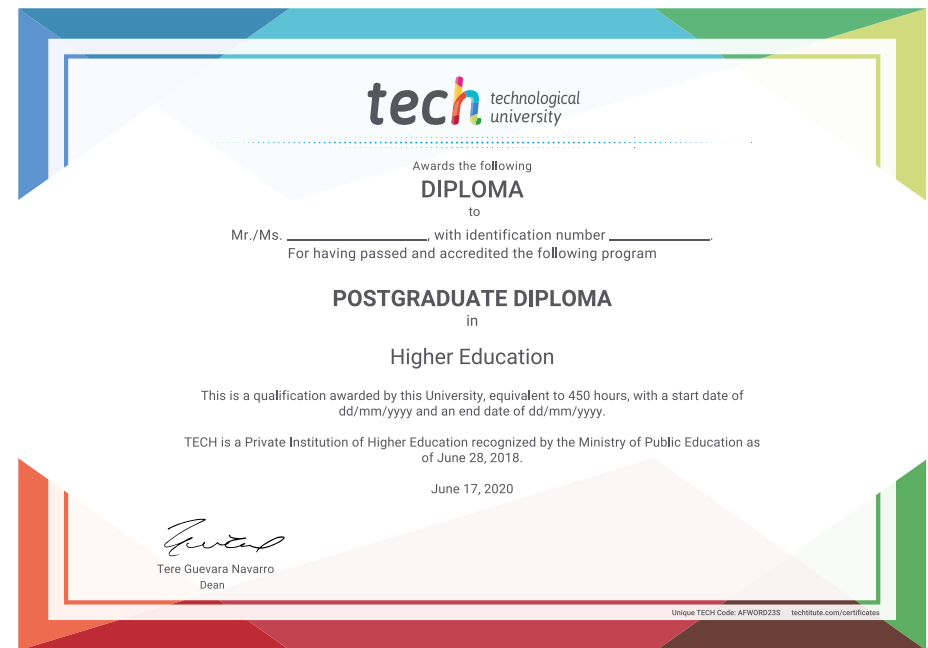 tech technological
university
Awards the following
DIPLOMA
to
Mr./Ms. ____________________, with identification number ______________.
For having passed and accredited the following program
POSTGRADUATE DIPLOMA
in
Higher Education
This is a qualification awarded by this University, equivalent to 450 hours, with a start date of
dd/mm/yyyy and an end date of dd/mm/yyyy.
TECH is a Private Institution of Higher Education recognized by the Ministry of Public Education as
of June 28, 2018.
June 17, 2020
Tere Guevara Navarro
Dean
Unique TECH Code: AFWORD23S techtitute.com/certificates